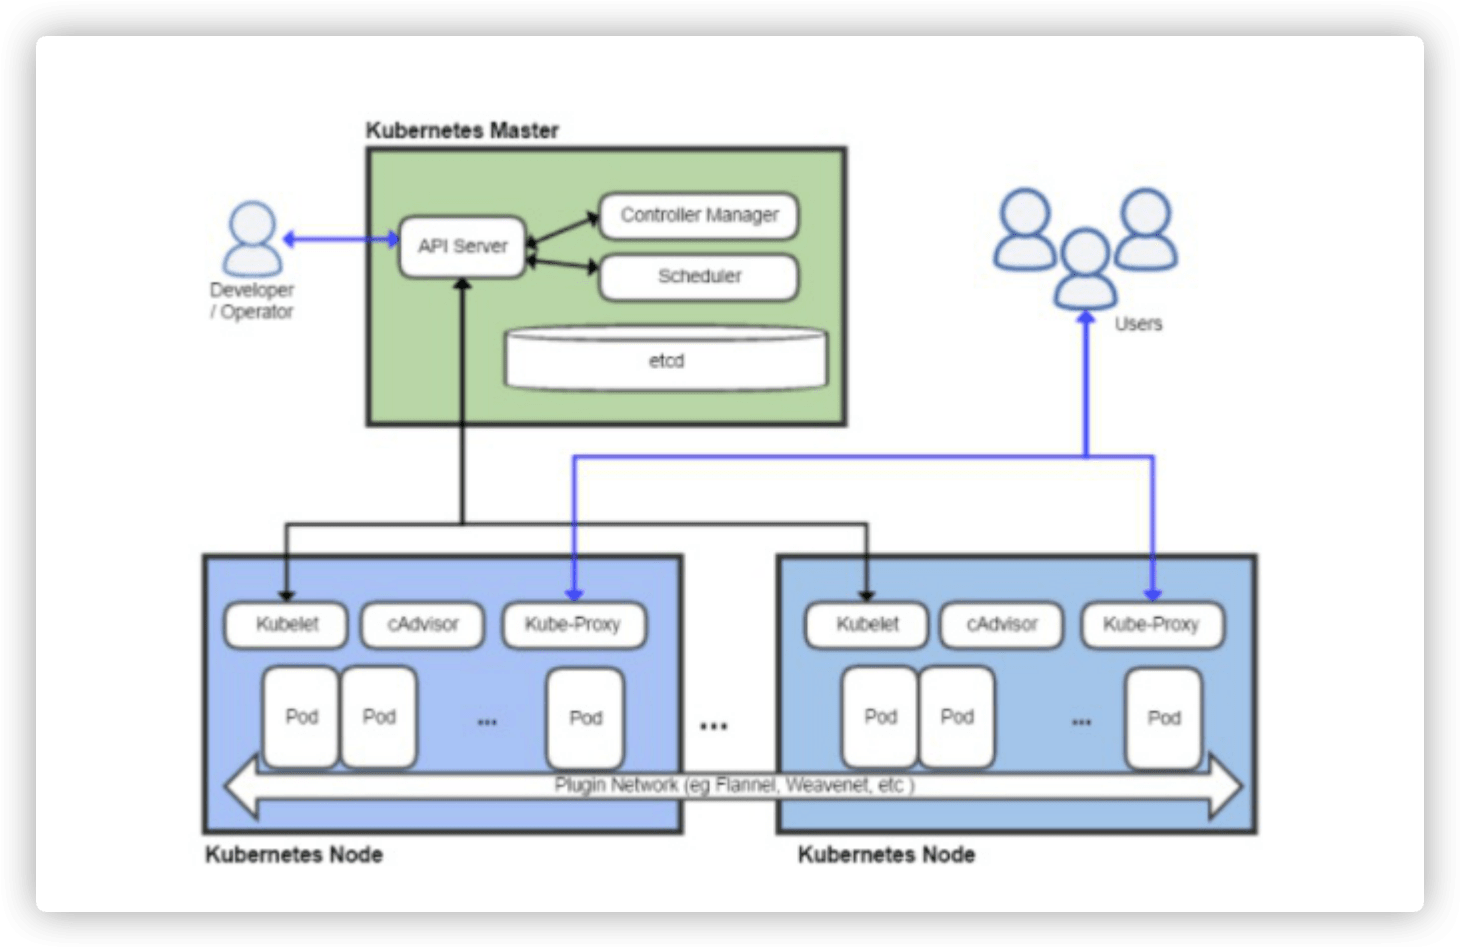 Kubernetes Master
API Server
Controller Manager
Scheduler
etcd
Developer
/ Operator
Users
Kubelet
cAdvisor
Kube-Proxy
Pod
Pod
...
Pod
...
Kubelet
cAdvisor
Kube-Proxy
Pod
Pod
...
Pod
Plugin Network (eg Flannel, Weavenet, etc )
Kubernetes Node
Kubernetes Node